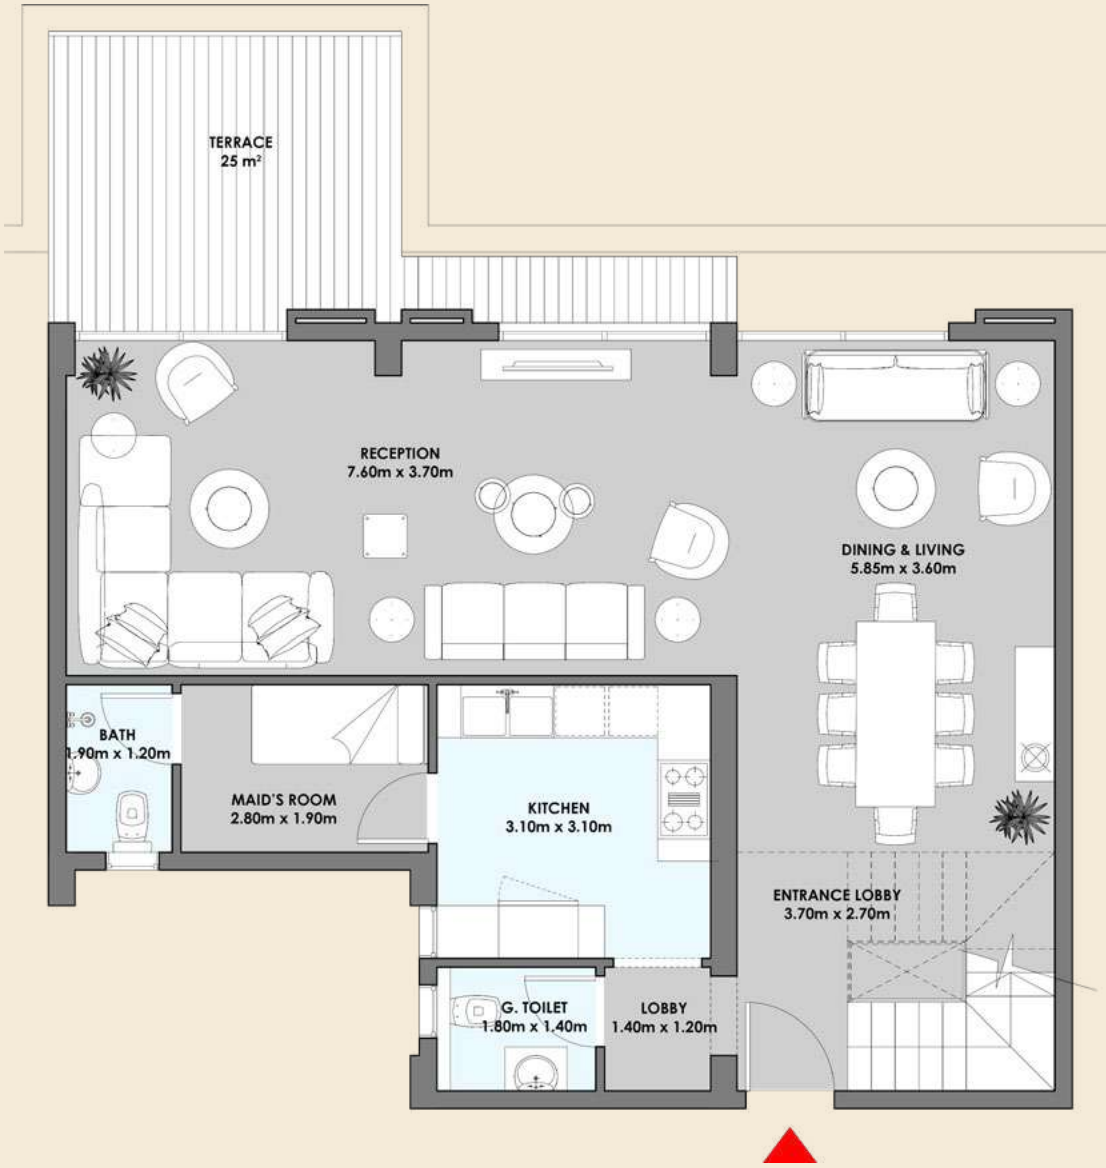 TERRACE
25 m²
RECEPTION
7.60m x 3.70m
DINING & LIVING
5.85m x 3.60m
BATH
1.90m x 1.20m
MAID'S ROOM
2.80m x 1.90m
KITCHEN
3.10m x 3.10m
ENTRANCE LOBBY
3.70m x 2.70m
G. TOILET
1.80m x 1.40m
LOBBY
1.40m x 1.20m